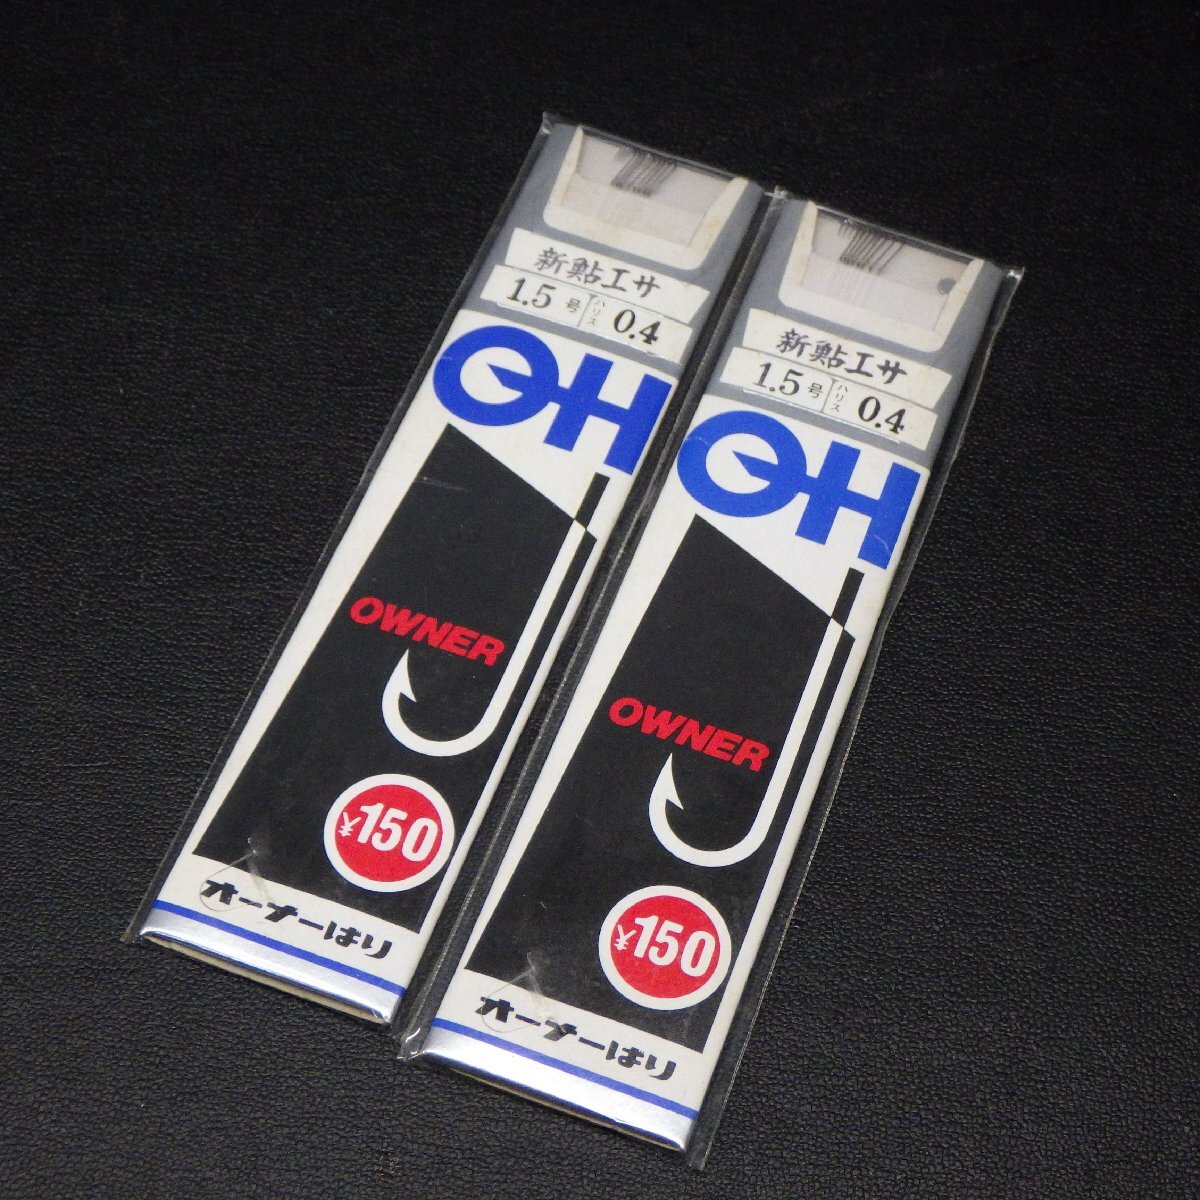 新鮎エサ
1.5号 ハリス 0.4
OH
OWNER
¥150
オーナーばり
新鮎エサ
1.5号 ハリス 0.4
OH
OWNER
¥150
オーナーばり